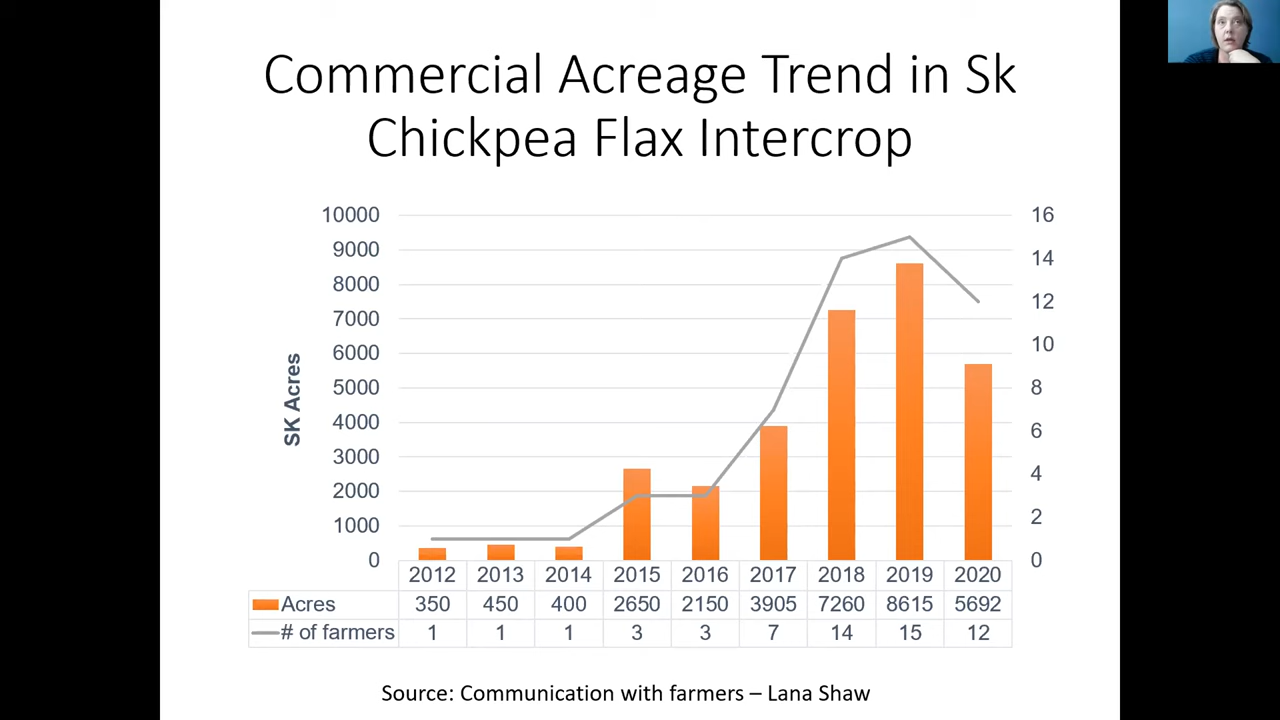 Commercial Acreage Trend in Sk
Chickpea Flax Intercrop
10000
9000
8000
7000
6000
5000
4000
3000
2000
1000
0
SK Acres
16
14
12
10
8
6
4
2
0
2012 2013 2014 2015 2016 2017 2018 2019 2020
Acres 350 450 400 2650 2150 3905 7260 8615 5692
# of farmers 1 1 1 3 3 7 14 15 12
Source: Communication with farmers – Lana Shaw